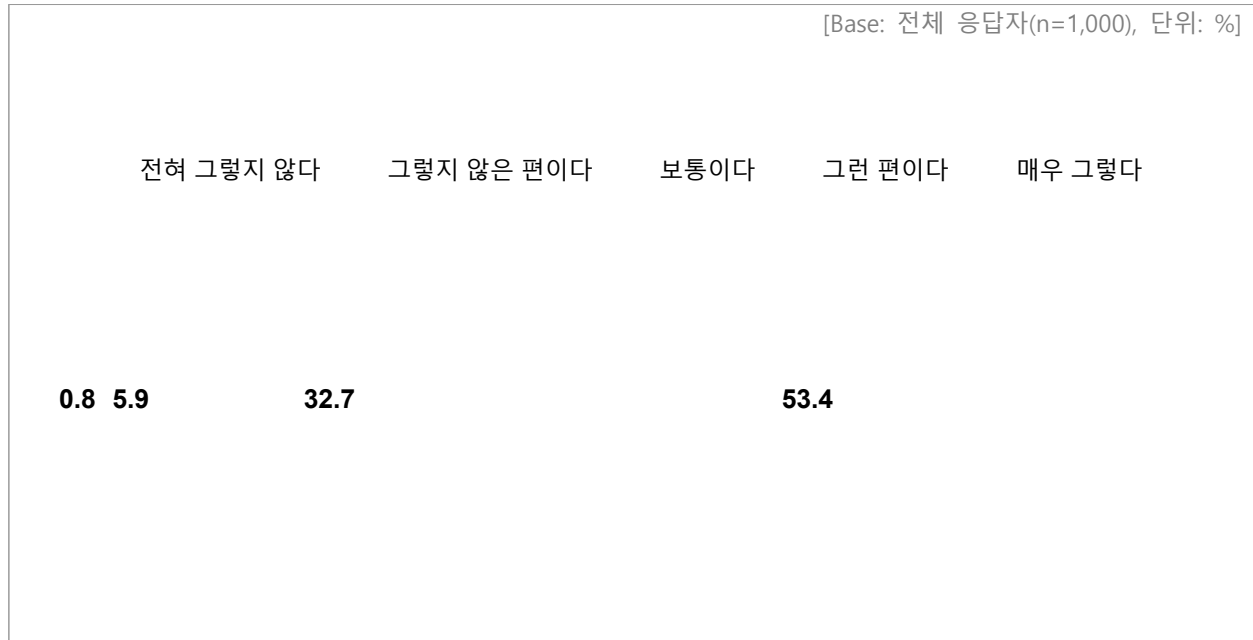 [Base: 전체 응답자(n=1,000), 단위: %]
전혀 그렇지 않다 그렇지 않은 편이다 보통이다 그런 편이다 매우 그렇다
0.8 5.9 32.7 53.4